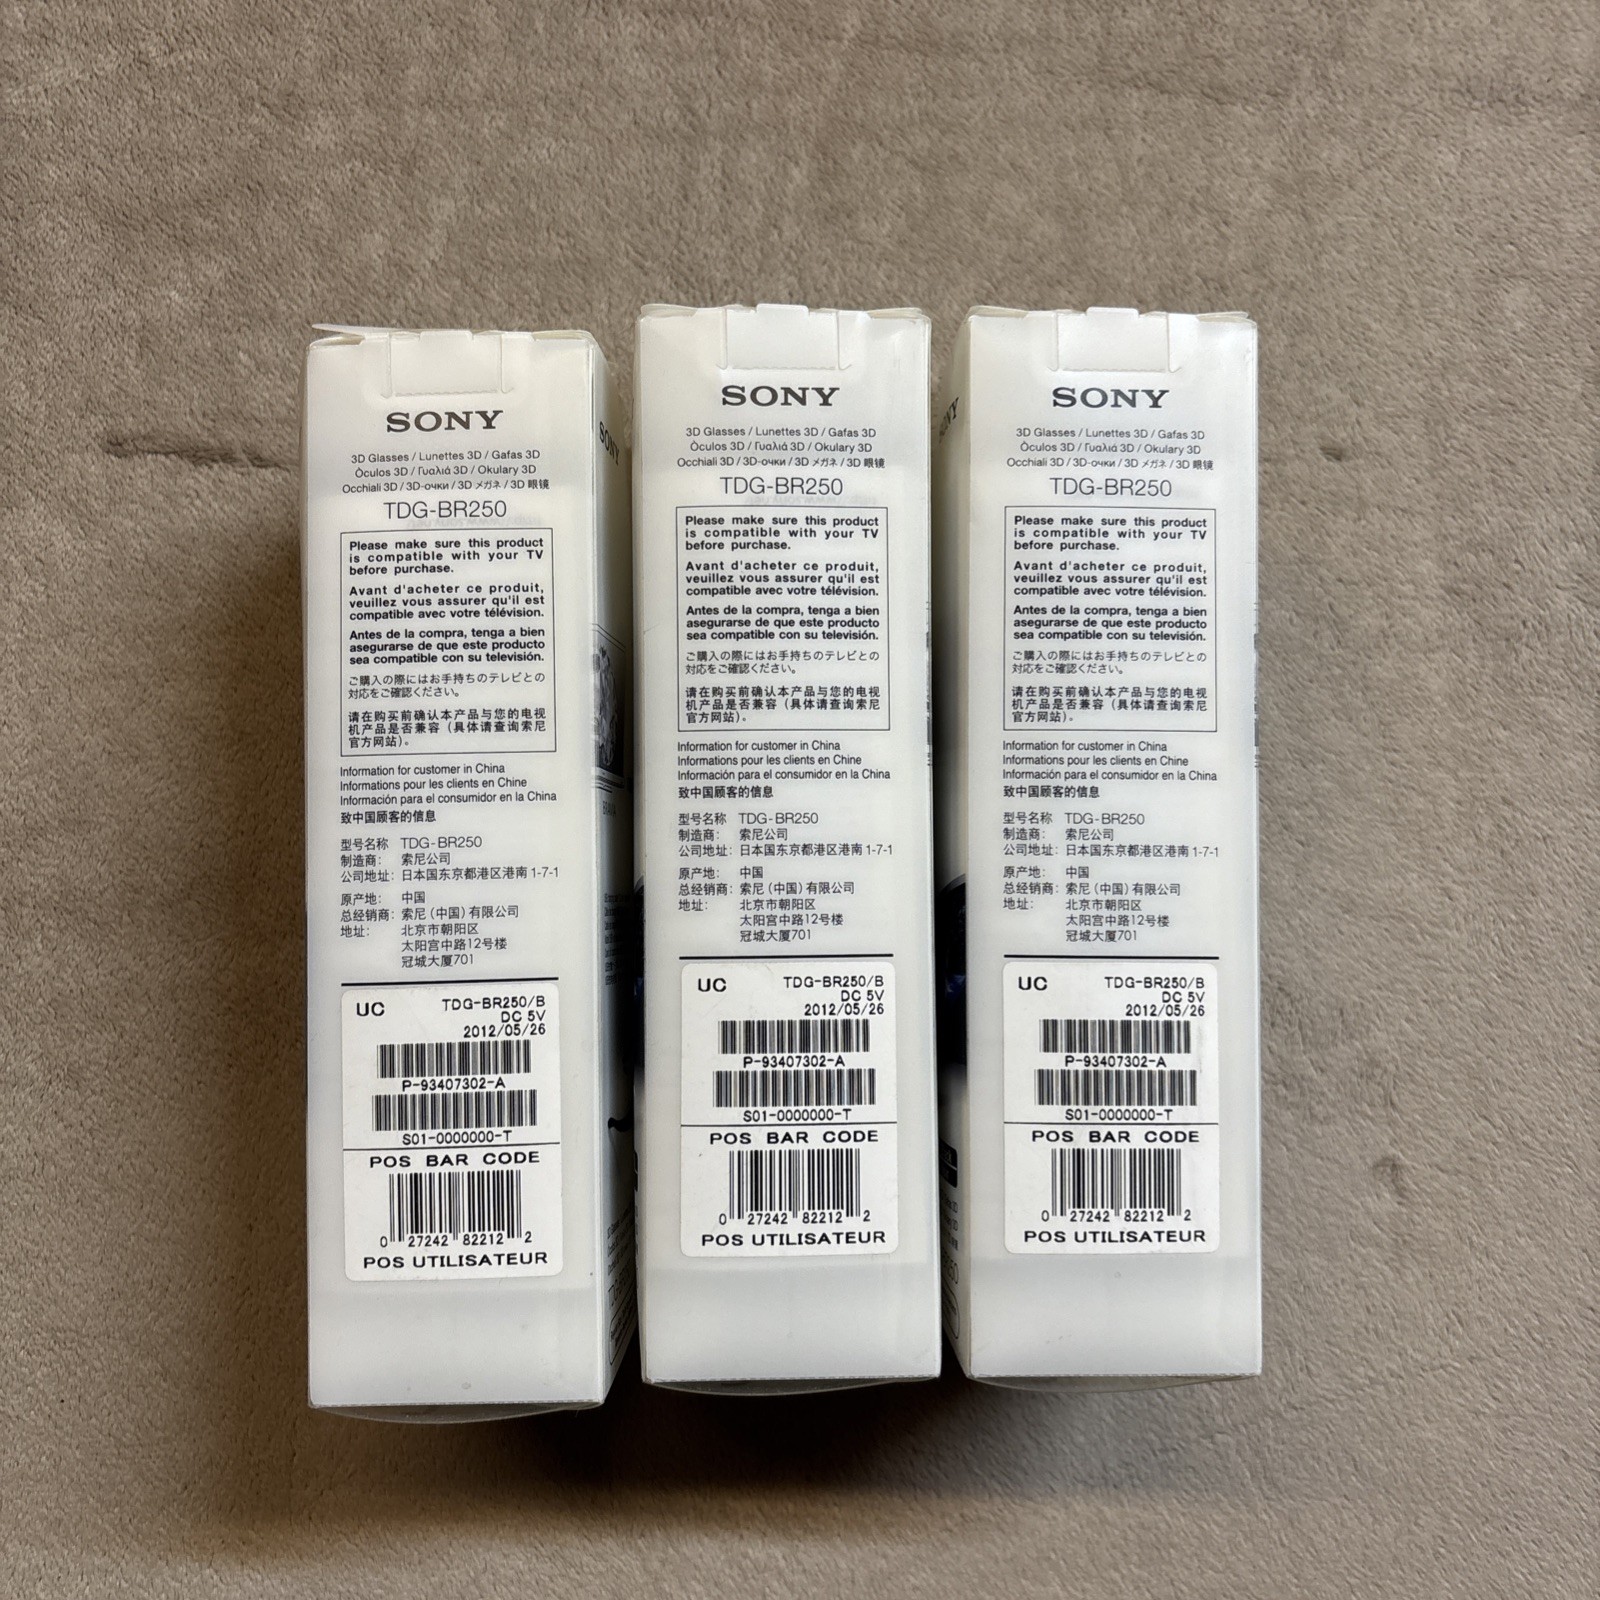 SONY
3D Glasses / Lunettes 3D / Gafas 3D
Óculos 3D / Γυαλιά 3D / Okulary 3D
Occhiali 3D / 3D-очки / 3D メガネ / 3D 眼镜
TDG-BR250
Please make sure this product
is compatible with your TV
before purchase.
Avant d'acheter ce produit,
veuillez vous assurer qu'il est
compatible avec votre télévision.
Antes de la compra, tenga a bien
asegurarse de que este producto
sea compatible con su televisión.
ご購入の際にはお手持ちのテレビとの
対応をご確認ください。
请在购买前确认本产品与您的电视
机产品是否兼容（具体请查询索尼
官方网站）。
Information for customer in China
Informations pour les clients en Chine
Información para el consumidor en la China
致中国顾客的信息
型号名称 TDG-BR250
制造商： 索尼公司
公司地址：日本国东京都港区港南 1-7-1
原产地： 中国
总经销商：索尼（中国）有限公司
地址： 北京市朝阳区
太阳宫中路12号楼
冠城大厦701
UC TDG-BR250/B
DC 5V
2012/05/26
P-93407302-A
S01-0000000-T
POS BAR CODE
0 27242 82212 2
POS UTILISATEUR
SONY
SONY
3D Glasses / Lunettes 3D / Gafas 3D
Óculos 3D / Γυαλιά 3D / Okulary 3D
Occhiali 3D / 3D-очки / 3D メガネ / 3D 眼镜
TDG-BR250
Please make sure this product
is compatible with your TV
before purchase.
Avant d'acheter ce produit,
veuillez vous assurer qu'il est
compatible avec votre télévision.
Antes de la compra, tenga a bien
asegurarse de que este producto
sea compatible con su televisión.
ご購入の際にはお手持ちのテレビとの
対応をご確認ください。
请在购买前确认本产品与您的电视
机产品是否兼容（具体请查询索尼
官方网站）。
Information for customer in China
Informations pour les clients en Chine
Información para el consumidor en la China
致中国顾客的信息
型号名称 TDG-BR250
制造商： 索尼公司
公司地址：日本国东京都港区港南 1-7-1
原产地： 中国
总经销商：索尼（中国）有限公司
地址： 北京市朝阳区
太阳宫中路12号楼
冠城大厦701
UC TDG-BR250/B
DC 5V
2012/05/26
P-93407302-A
S01-0000000-T
POS BAR CODE
0 27242 82212 2
POS UTILISATEUR
SONY
SONY
3D Glasses / Lunettes 3D / Gafas 3D
Óculos 3D / Γυαλιά 3D / Okulary 3D
Occhiali 3D / 3D-очки / 3D メガネ / 3D 眼镜
TDG-BR250
Please make sure this product
is compatible with your TV
before purchase.
Avant d'acheter ce produit,
veuillez vous assurer qu'il est
compatible avec votre télévision.
Antes de la compra, tenga a bien
asegurarse de que este producto
sea compatible con su televisión.
ご購入の際にはお手持ちのテレビとの
対応をご確認ください。
请在购买前确认本产品与您的电视
机产品是否兼容（具体请查询索尼
官方网站）。
Information for customer in China
Informations pour les clients en Chine
Información para el consumidor en la China
致中国顾客的信息
型号名称 TDG-BR250
制造商： 索尼公司
公司地址：日本国东京都港区港南 1-7-1
原产地： 中国
总经销商：索尼（中国）有限公司
地址： 北京市朝阳区
太阳宫中路12号楼
冠城大厦701
UC TDG-BR250/B
DC 5V
2012/05/26
P-93407302-A
S01-0000000-T
POS BAR CODE
0 27242 82212 2
POS UTILISATEUR